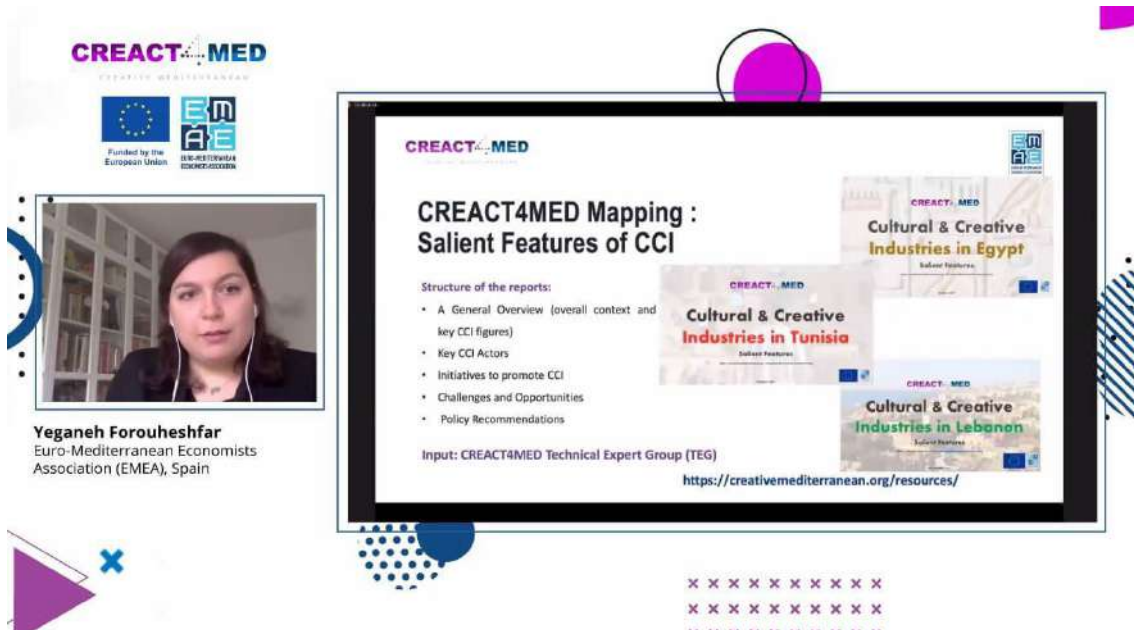 CREACT4MED
CREATIVE MEDITERRANEAN
Funded by the
European Union
EMEA
EURO-MEDITERRANEAN
ECONOMISTS ASSOCIATION
Yeganeh Forouheshfar
Euro-Mediterranean Economists
Association (EMEA), Spain
CREACT4MED
CREACT4MED Mapping :
Salient Features of CCI
Structure of the reports:
• A General Overview (overall context and
key CCI figures)
• Key CCI Actors
• Initiatives to promote CCI
• Challenges and Opportunities
• Policy Recommendations
Input: CREACT4MED Technical Expert Group (TEG)
EMEA
CREACT4MED
Cultural & Creative
Industries in Egypt
Salient Features
CREACT4MED
Cultural & Creative
Industries in Tunisia
Salient Features
CREACT4MED
Cultural & Creative
Industries in Lebanon
Salient Features
https://creativemediterranean.org/resources/